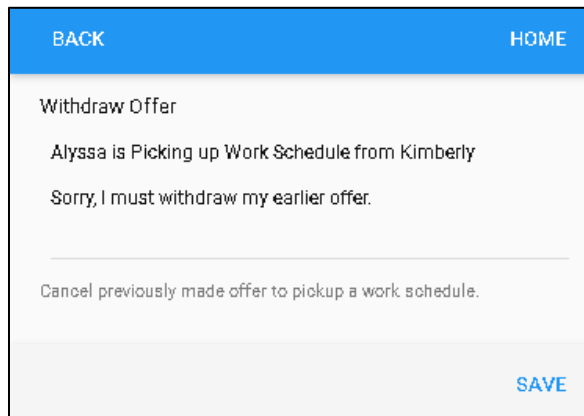 BACK HOME
Withdraw Offer
Alyssa is Picking up Work Schedule from Kimberly
Sorry, I must withdraw my earlier offer.
Cancel previously made offer to pickup a work schedule.
SAVE